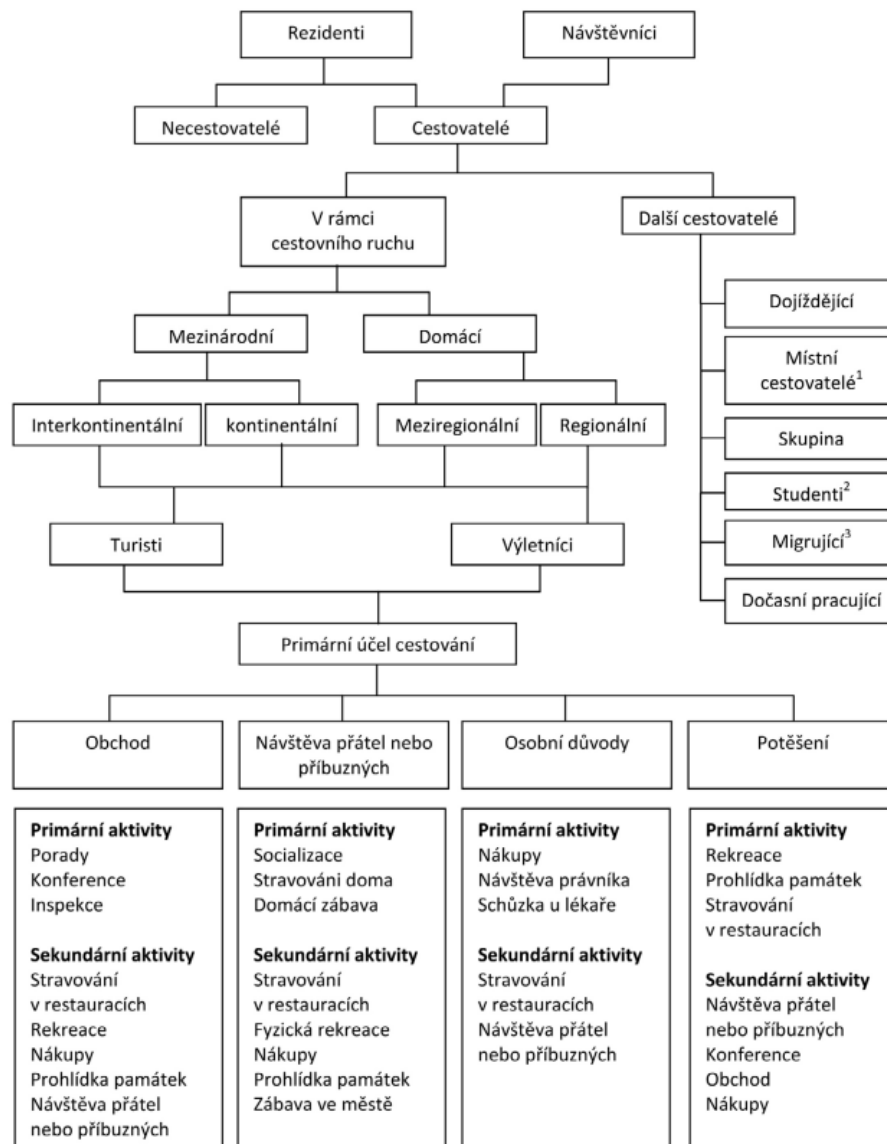 Rezidenti
Návštěvníci
Necestovatelé
Cestovatelé
V rámci
cestovního ruchu
Další cestovatelé
Mezinárodní
Domácí
Interkontinentální
kontinentální
Meziregionální
Regionální
Turisti
Výletníci
Dojíždějící
Místní
cestovatelé¹
Skupina
Studenti²
Migrující³
Dočasní pracující
Primární účel cestování
Obchod
Návštěva přátel nebo
příbuzných
Osobní důvody
Potěšení
Primární aktivity
Porady
Konference
Inspekce
Sekundární aktivity
Stravování
v restauracích
Rekreace
Nákupy
Prohlídka památek
Návštěva přátel
nebo příbuzných
Primární aktivity
Socializace
Stravováni doma
Domácí zábava
Sekundární aktivity
Stravování
v restauracích
Fyzická rekreace
Nákupy
Prohlídka památek
Zábava ve městě
Primární aktivity
Nákupy
Návštěva právníka
Schůzka u lékaře
Sekundární aktivity
Stravování
v restauracích
Návštěva přátel
nebo příbuzných
Primární aktivity
Rekreace
Prohlídka památek
Stravování
v restauracích
Sekundární aktivity
Návštěva přátel
nebo příbuzných
Konference
Obchod
Nákupy